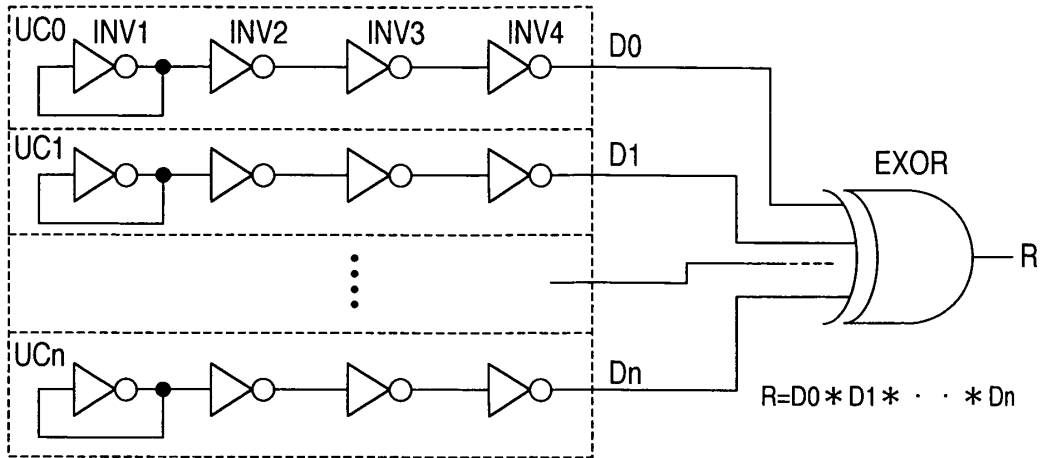 UC0 INV1 INV2 INV3 INV4 D0
UC1 D1
EXOR
R
UCn Dn
R=D0＊D1＊・・・＊Dn